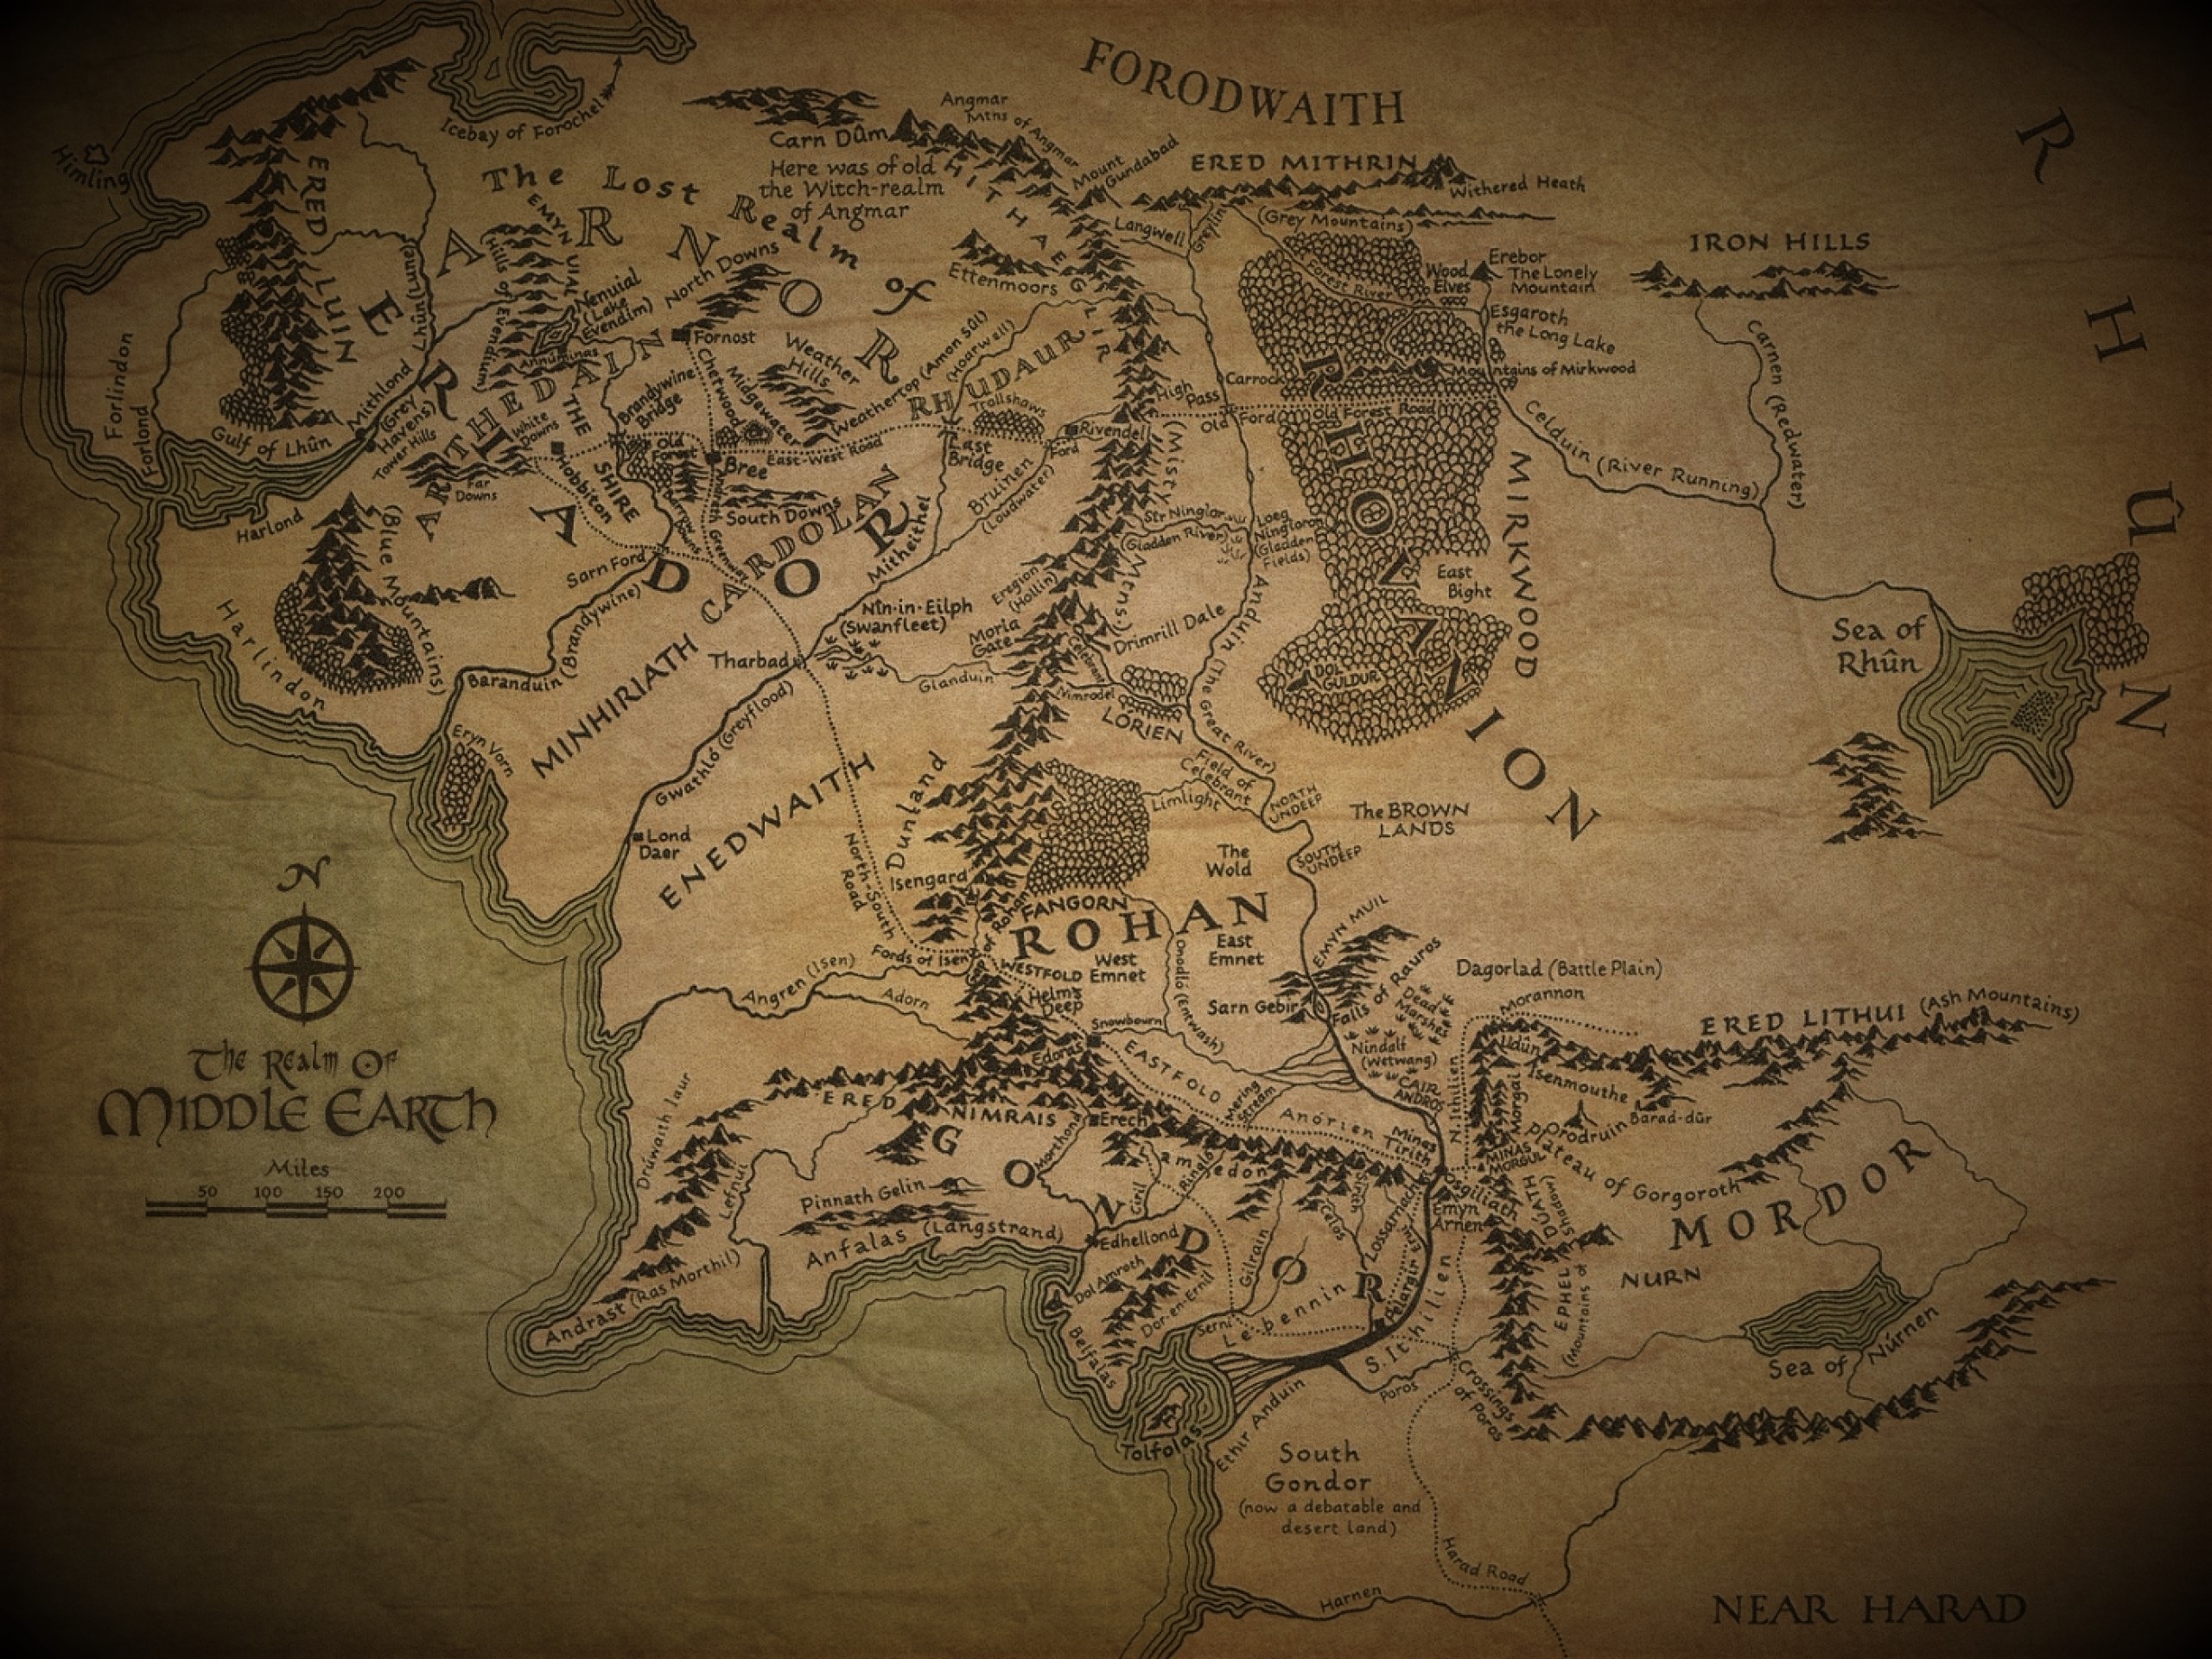 FORODWAITH
Icebay of Forochel
Himling
Carn Dûm
Angmar
Mtns of Angmar
Mount
Gundabad
ERED MITHRIN
(Grey Mountains)
Withered Heath
Here was of old
the Witch-realm
of Angmar
The Lost Realm of
ARNOR
ERIADOR
ERED LUIN
EMYN UIAL
Hills of Evendim
Nenuial
(Lake
Evendim)
Annúminas
North Downs
Fornost
HITHAEGLIR
Ettenmoors
Langwell
Greylin
Forest River
Wood
Elves
Erebor
The Lonely
Mountain
IRON HILLS
RHÛN
Esgaroth
the Long Lake
Mountains of Mirkwood
Carnen (Redwater)
Celduin (River Running)
Lhûn (Lune)
Forlindon
Forlond
Mithlond
(Grey
Havens)
Gulf of Lhûn
Tower Hills
White
Downs
Far
Downs
ARTHEDAIN
THE
SHIRE
Hobbiton
Brandywine
Bridge
Old
Forest
Chetwood
Midgewater
Weather
Hills
Weathertop (Amon sûl)
(Hoarwell)
RHUDAUR
Trollshaws
Bree
East-West Road
Last
Bridge
Rivendell
Ford
Bruinen
(Loudwater)
High
Pass
Carrock
Old Ford
Old Forest Road
RHOVANION
MIRKWOOD
Harlond
(Blue Mountains)
Harlindon
South Downs
Barrow
Downs
Greenway
CARDOLAN
Mitheithel
Sarn Ford
Baranduin (Brandywine)
(Misty Mtns.)
Str Ninglor
(Gladden River)
Loeg
Ningloron
(Gladden
Fields)
Anduin (The Great River)
East
Bight
Eregion
(Hollin)
Nîn-in-Eilph
(Swanfleet)
Moria
Gate
Drimrill Dale
Celebrant
Nimrodel
LÓRIEN
DOL
GULDUR
Sea of
Rhûn
Tharbad
Glanduin
MINHIRIATH
Eryn Vorn
Gwathló (Greyflood)
Lond
Daer
ENEDWAITH
North-South
Road
Dunland
Isengard
FANGORN
Limlight
Field of
Celebrant
NORTH
UNDEEP
SOUTH
UNDEEP
The BROWN
LANDS
The
Wold
ROHAN
Gap of Rohan
Fords of Isen
WESTFOLD
West
Emnet
East
Emnet
Onodló (Entwash)
EMYN MUIL
Sarn Gebir
Falls of Rauros
Dead
Marshes
Nindalf
(Wetwang)
Dagorlad (Battle Plain)
Morannon
Udûn
Isenmouthe
ERED LITHUI (Ash Mountains)
Angren (Isen)
Adorn
Helm's
Deep
Snowbourn
Edoras
EASTFOLD
Mering
Stream
CAIR
ANDROS
N. Ithilien
Morgai
Orodruin
Barad-dûr
Plateau of Gorgoroth
Drúwaith Iaur
ERED NIMRAIS
Erech
Anórien
Minas
Tirith
MINAS
MORGUL
Osgiliath
Emyn
Arnen
MORDOR
NURN
Sea of Núrnen
EPHEL DÚATH
(Mountains of Shadow)
GONDOR
Morthond
Lamedon
Ringló
Ciril
Lefnui
Pinnath Gelin
Anfalas (Langstrand)
Andrast (Ras Morthil)
Edhellond
Dol Amroth
Dor-en-Ernil
Belfalas
Gilrain
Serni
Celos
Sirith
Lossarnach
Erui
Lebennin
Pelargir
S. Ithilien
Poros
Crossings
of Poros
Tolfolas
Ethir Anduin
South
Gondor
(now a debatable and
desert land)
Harad Road
Harnen
NEAR HARAD
N
The Realm Of
Middle Earth
Miles
50 100 150 200